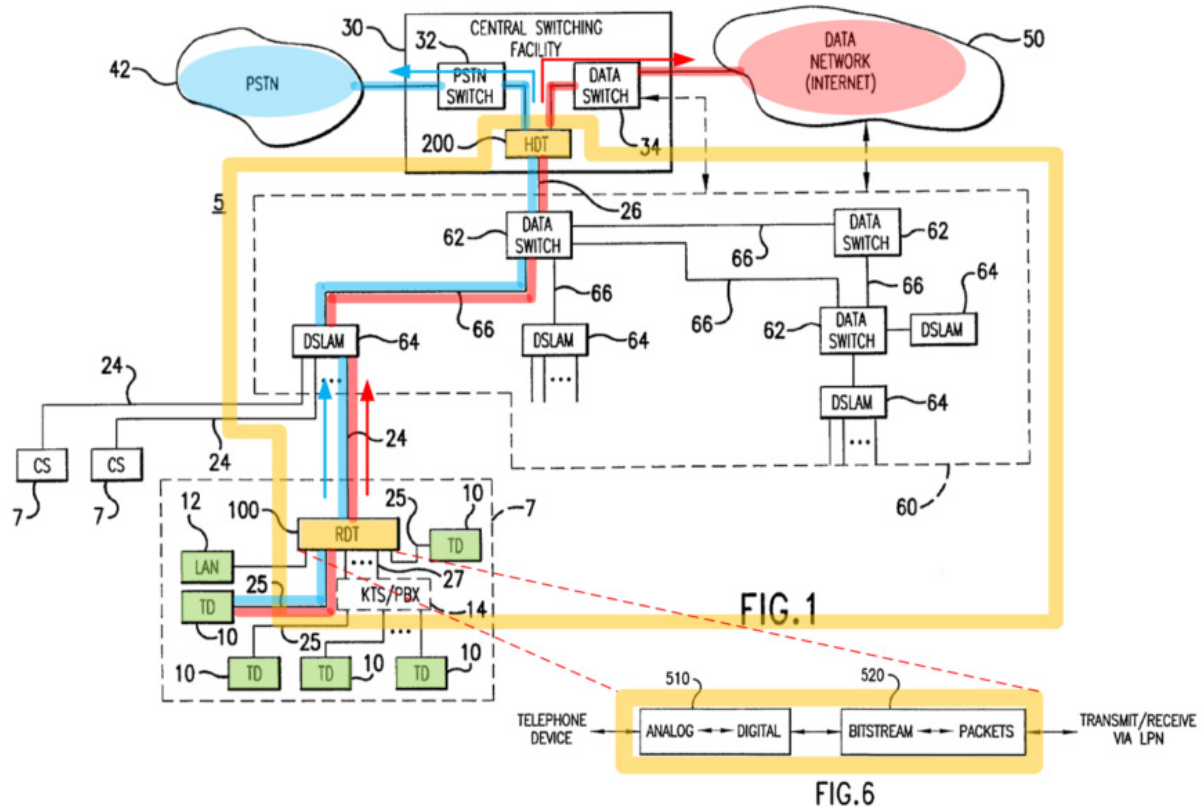 30
32
CENTRAL SWITCHING
FACILITY
50
42
PSTN
PSTN
SWITCH
DATA
SWITCH
DATA
NETWORK
(INTERNET)
200
HDT
34
5
26
62
DATA
SWITCH
66
DATA
SWITCH
62
66
66
66
66
64
DSLAM
64
DSLAM
64
62
DATA
SWITCH
DSLAM
24
...
...
DSLAM
64
24
24
...
CS
CS
7
7
60
12
100
RDT
25
10
TD
7
LAN
...
27
25
KTS/PBX
14
FIG.1
TD
10
25
...
10
TD
TD
10
TD
10
510
520
TELEPHONE
DEVICE
ANALOG
DIGITAL
BITSTREAM
PACKETS
TRANSMIT/RECEIVE
VIA LPN
FIG.6